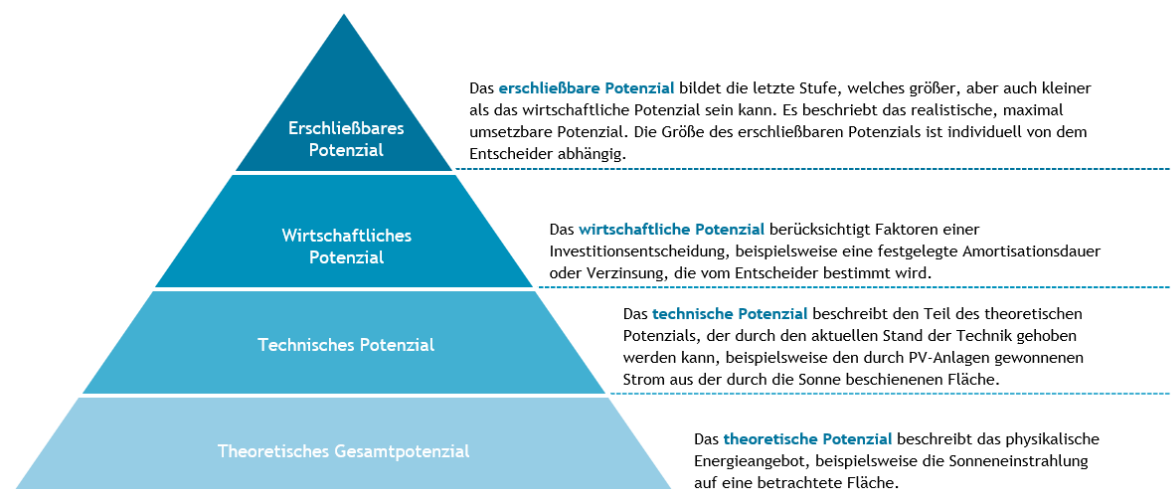 Erschließbares
Potenzial
Das erschließbare Potenzial bildet die letzte Stufe, welches größer, aber auch kleiner
als das wirtschaftliche Potenzial sein kann. Es beschriebt das realistische, maximal
umsetzbare Potenzial. Die Größe des erschließbaren Potenzials ist individuell von dem
Entscheider abhängig.
Wirtschaftliches
Potenzial
Das wirtschaftliche Potenzial berücksichtigt Faktoren einer
Investitionsentscheidung, beispielsweise eine festgelegte Amortisationsdauer
oder Verzinsung, die vom Entscheider bestimmt wird.
Technisches Potenzial
Das technische Potenzial beschreibt den Teil des theoretischen
Potenzials, der durch den aktuellen Stand der Technik gehoben
werden kann, beispielsweise den durch PV-Anlagen gewonnenen
Strom aus der durch die Sonne beschienenen Fläche.
Theoretisches Gesamtpotenzial
Das theoretische Potenzial beschreibt das physikalische
Energieangebot, beispielsweise die Sonneneinstrahlung
auf eine betrachtete Fläche.